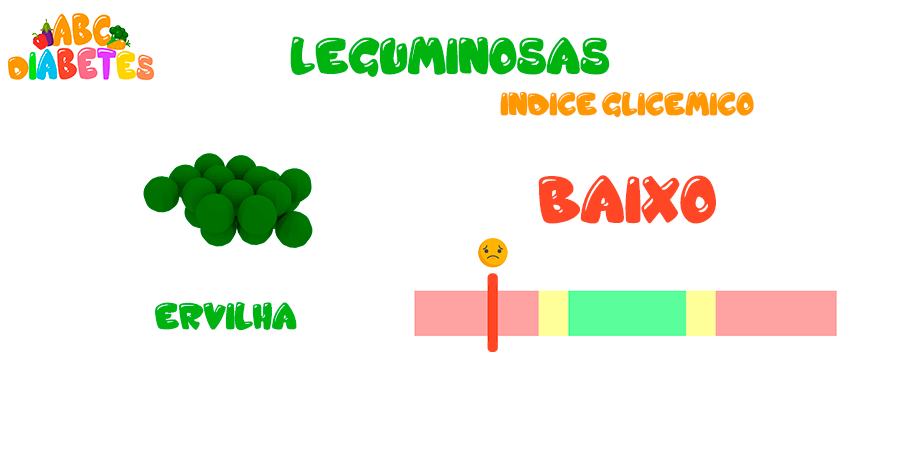 ABC
DIABETES
LEGUMINOSAS
INDICE GLICEMICO
BAIXO
ERVILHA